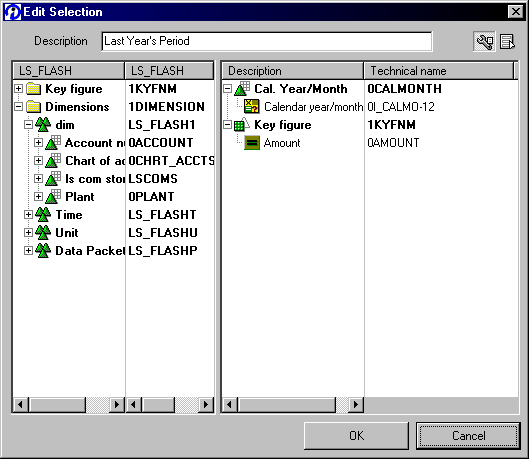 Edit Selection
Description Last Year's Period
LS_FLASH LS_FLASH
Key figure 1KYFNM
Dimensions 1DIMENSION
dim LS_FLASH1
Account n 0ACCOUNT
Chart of ac 0CHRT_ACCTS
Is com stor LSCOMS
Plant 0PLANT
Time LS_FLASHT
Unit LS_FLASHU
Data Packet LS_FLASHP
Description Technical name
Cal. Year/Month 0CALMONTH
Calendar year/month 0I_CALMO-12
Key figure 1KYFNM
Amount 0AMOUNT
OK Cancel